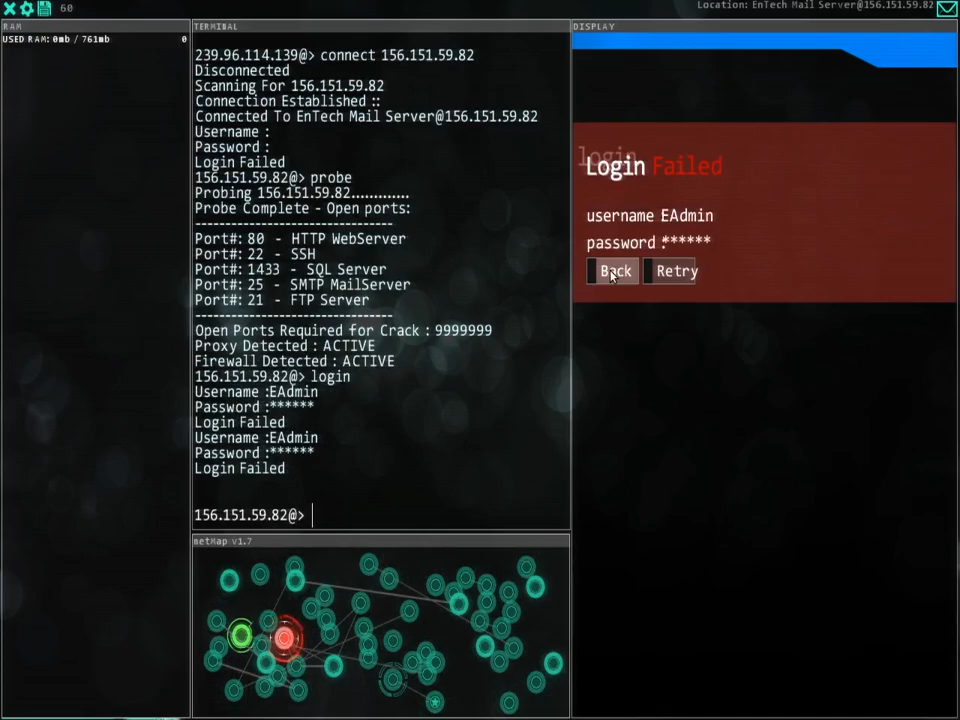 60
Location: EnTech Mail Server@156.151.59.82
RAM
USED RAM: 0mb / 761mb 0
TERMINAL
239.96.114.139@> connect 156.151.59.82
Disconnected
Scanning For 156.151.59.82
Connection Established ::
Connected To EnTech Mail Server@156.151.59.82
Username :
Password :
Login Failed
156.151.59.82@> probe
Probing 156.151.59.82.............
Probe Complete - Open ports:
---------------------------------
Port#: 80 - HTTP WebServer
Port#: 22 - SSH
Port#: 1433 - SQL Server
Port#: 25 - SMTP MailServer
Port#: 21 - FTP Server
---------------------------------
Open Ports Required for Crack : 9999999
Proxy Detected : ACTIVE
Firewall Detected : ACTIVE
156.151.59.82@> login
Username :EAdmin
Password :******
Login Failed
Username :EAdmin
Password :******
Login Failed
156.151.59.82@>
netMap v1.7
DISPLAY
login
Login Failed
username EAdmin
password :******
Back Retry